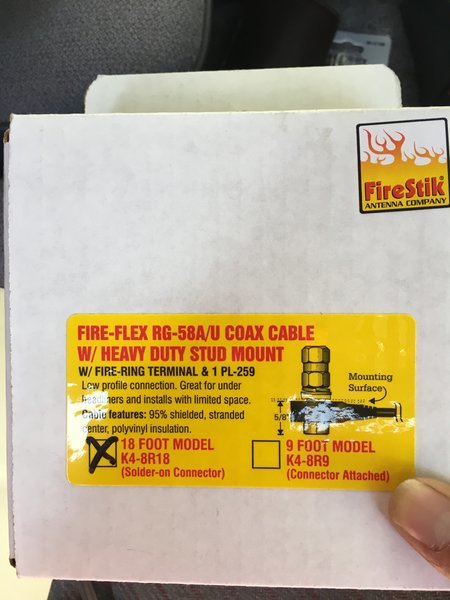 FireStik®
ANTENNA COMPANY
FIRE-FLEX RG-58A/U COAX CABLE
W/ HEAVY DUTY STUD MOUNT
W/ FIRE-RING TERMINAL & 1 PL-259
Low profile connection. Great for under
headliners and installs with limited space.
Cable features: 95% shielded, stranded
center, polyvinyl insulation.
Mounting
Surface
5/8"
18 FOOT MODEL
K4-8R18
(Solder-on Connector)
9 FOOT MODEL
K4-8R9
(Connector Attached)